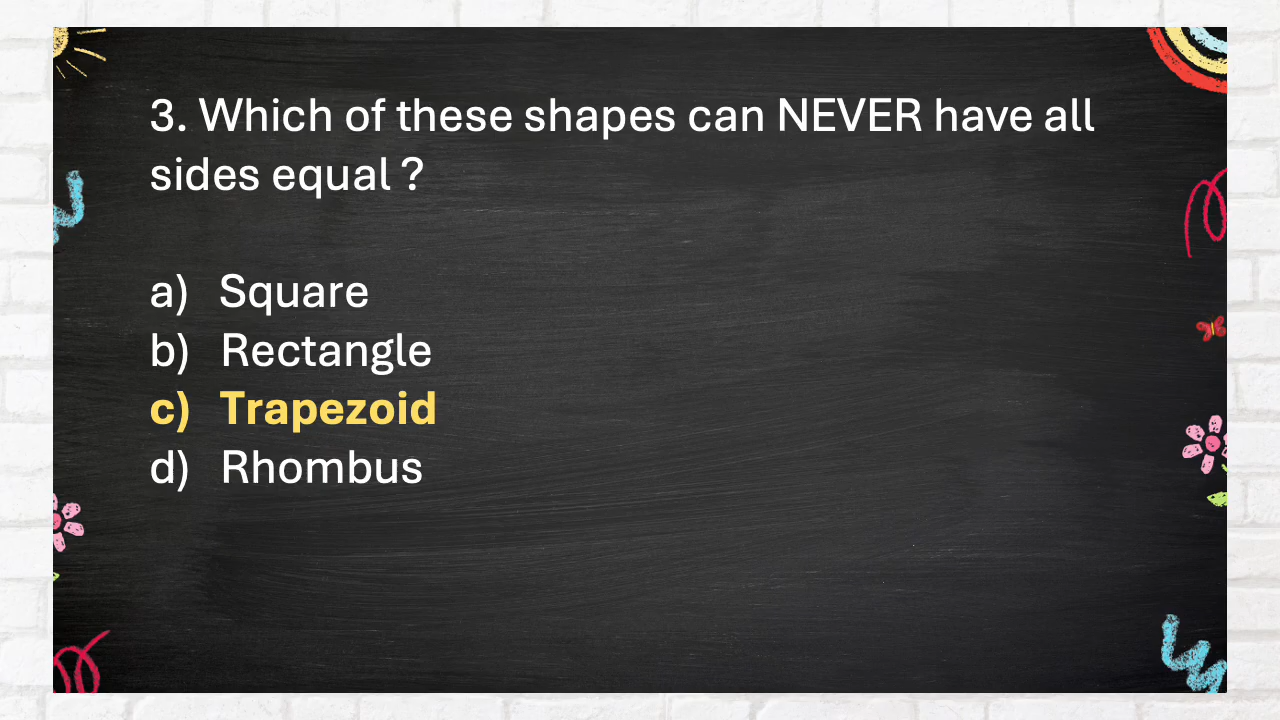 3. Which of these shapes can NEVER have all
sides equal ?
a) Square
b) Rectangle
c) Trapezoid
d) Rhombus